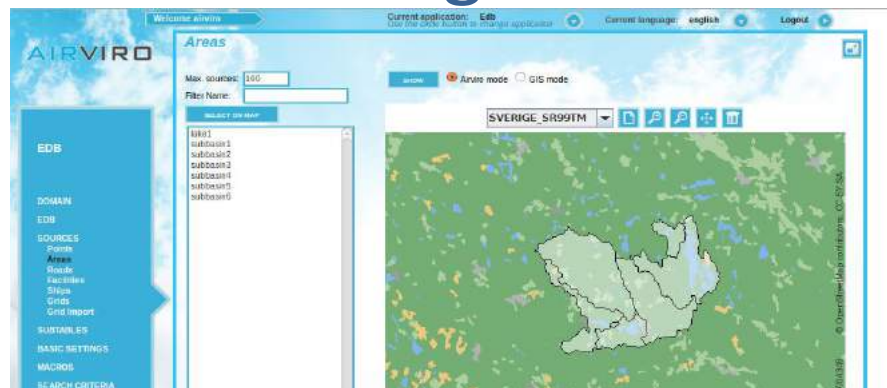 Welcome airviro
Current application: Edb
Use the circle button to change application
Current language: english
Logout
AIRVIRO
Areas
Max. sources: 100
SHOW
Airviro mode
GIS mode
Filter Name:
SELECT ON MAP
SVERIGE_SR99TM
lake1
subbasin1
subbasin2
subbasin3
subbasin4
subbasin5
subbasin6
EDB
DOMAIN
EDB
SOURCES
Points
Areas
Roads
Facilities
Ships
Grids
Grid Import
SUBTABLES
BASIC SETTINGS
MACROS
SEARCH CRITERIA
© OpenStreetMap contributors, CC-BY-SA